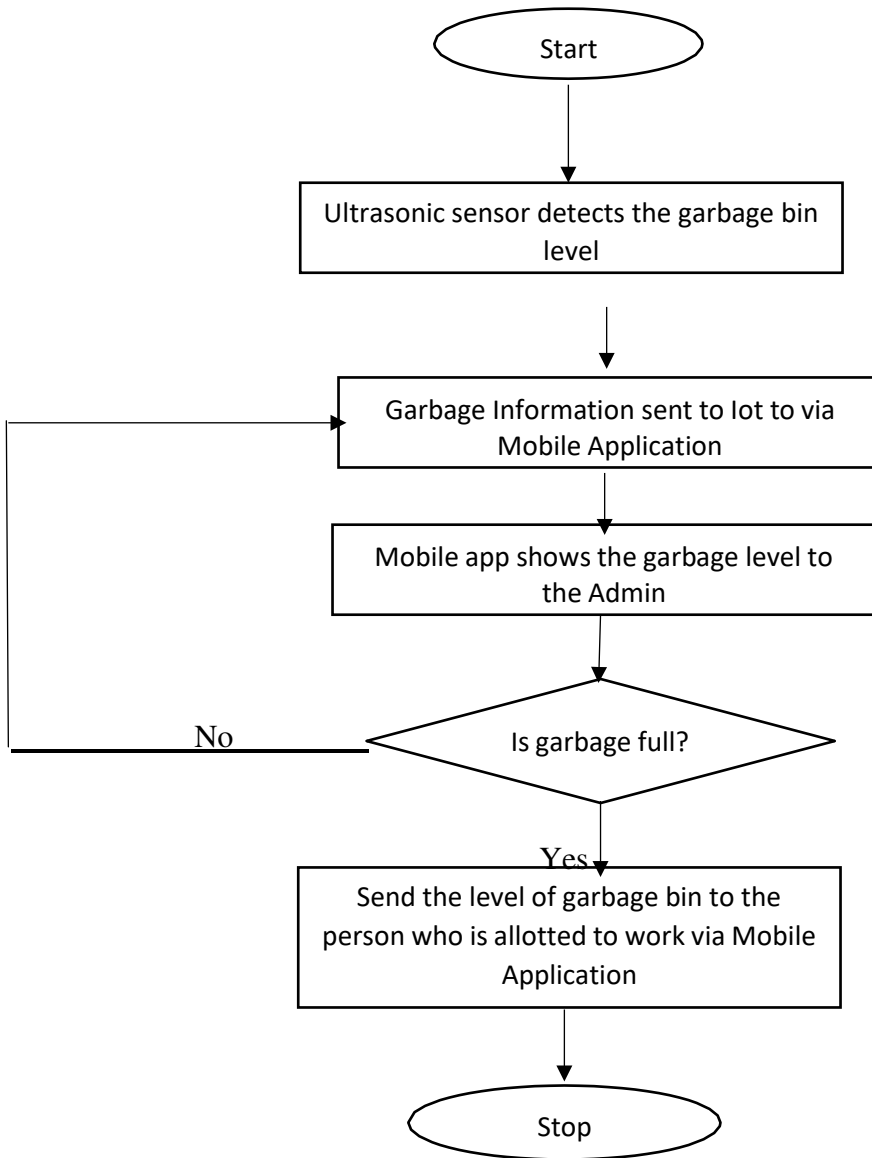 Start
Ultrasonic sensor detects the garbage bin
level
Garbage Information sent to Iot to via
Mobile Application
Mobile app shows the garbage level to
the Admin
Is garbage full?
No
Yes
Send the level of garbage bin to the
person who is allotted to work via Mobile
Application
Stop